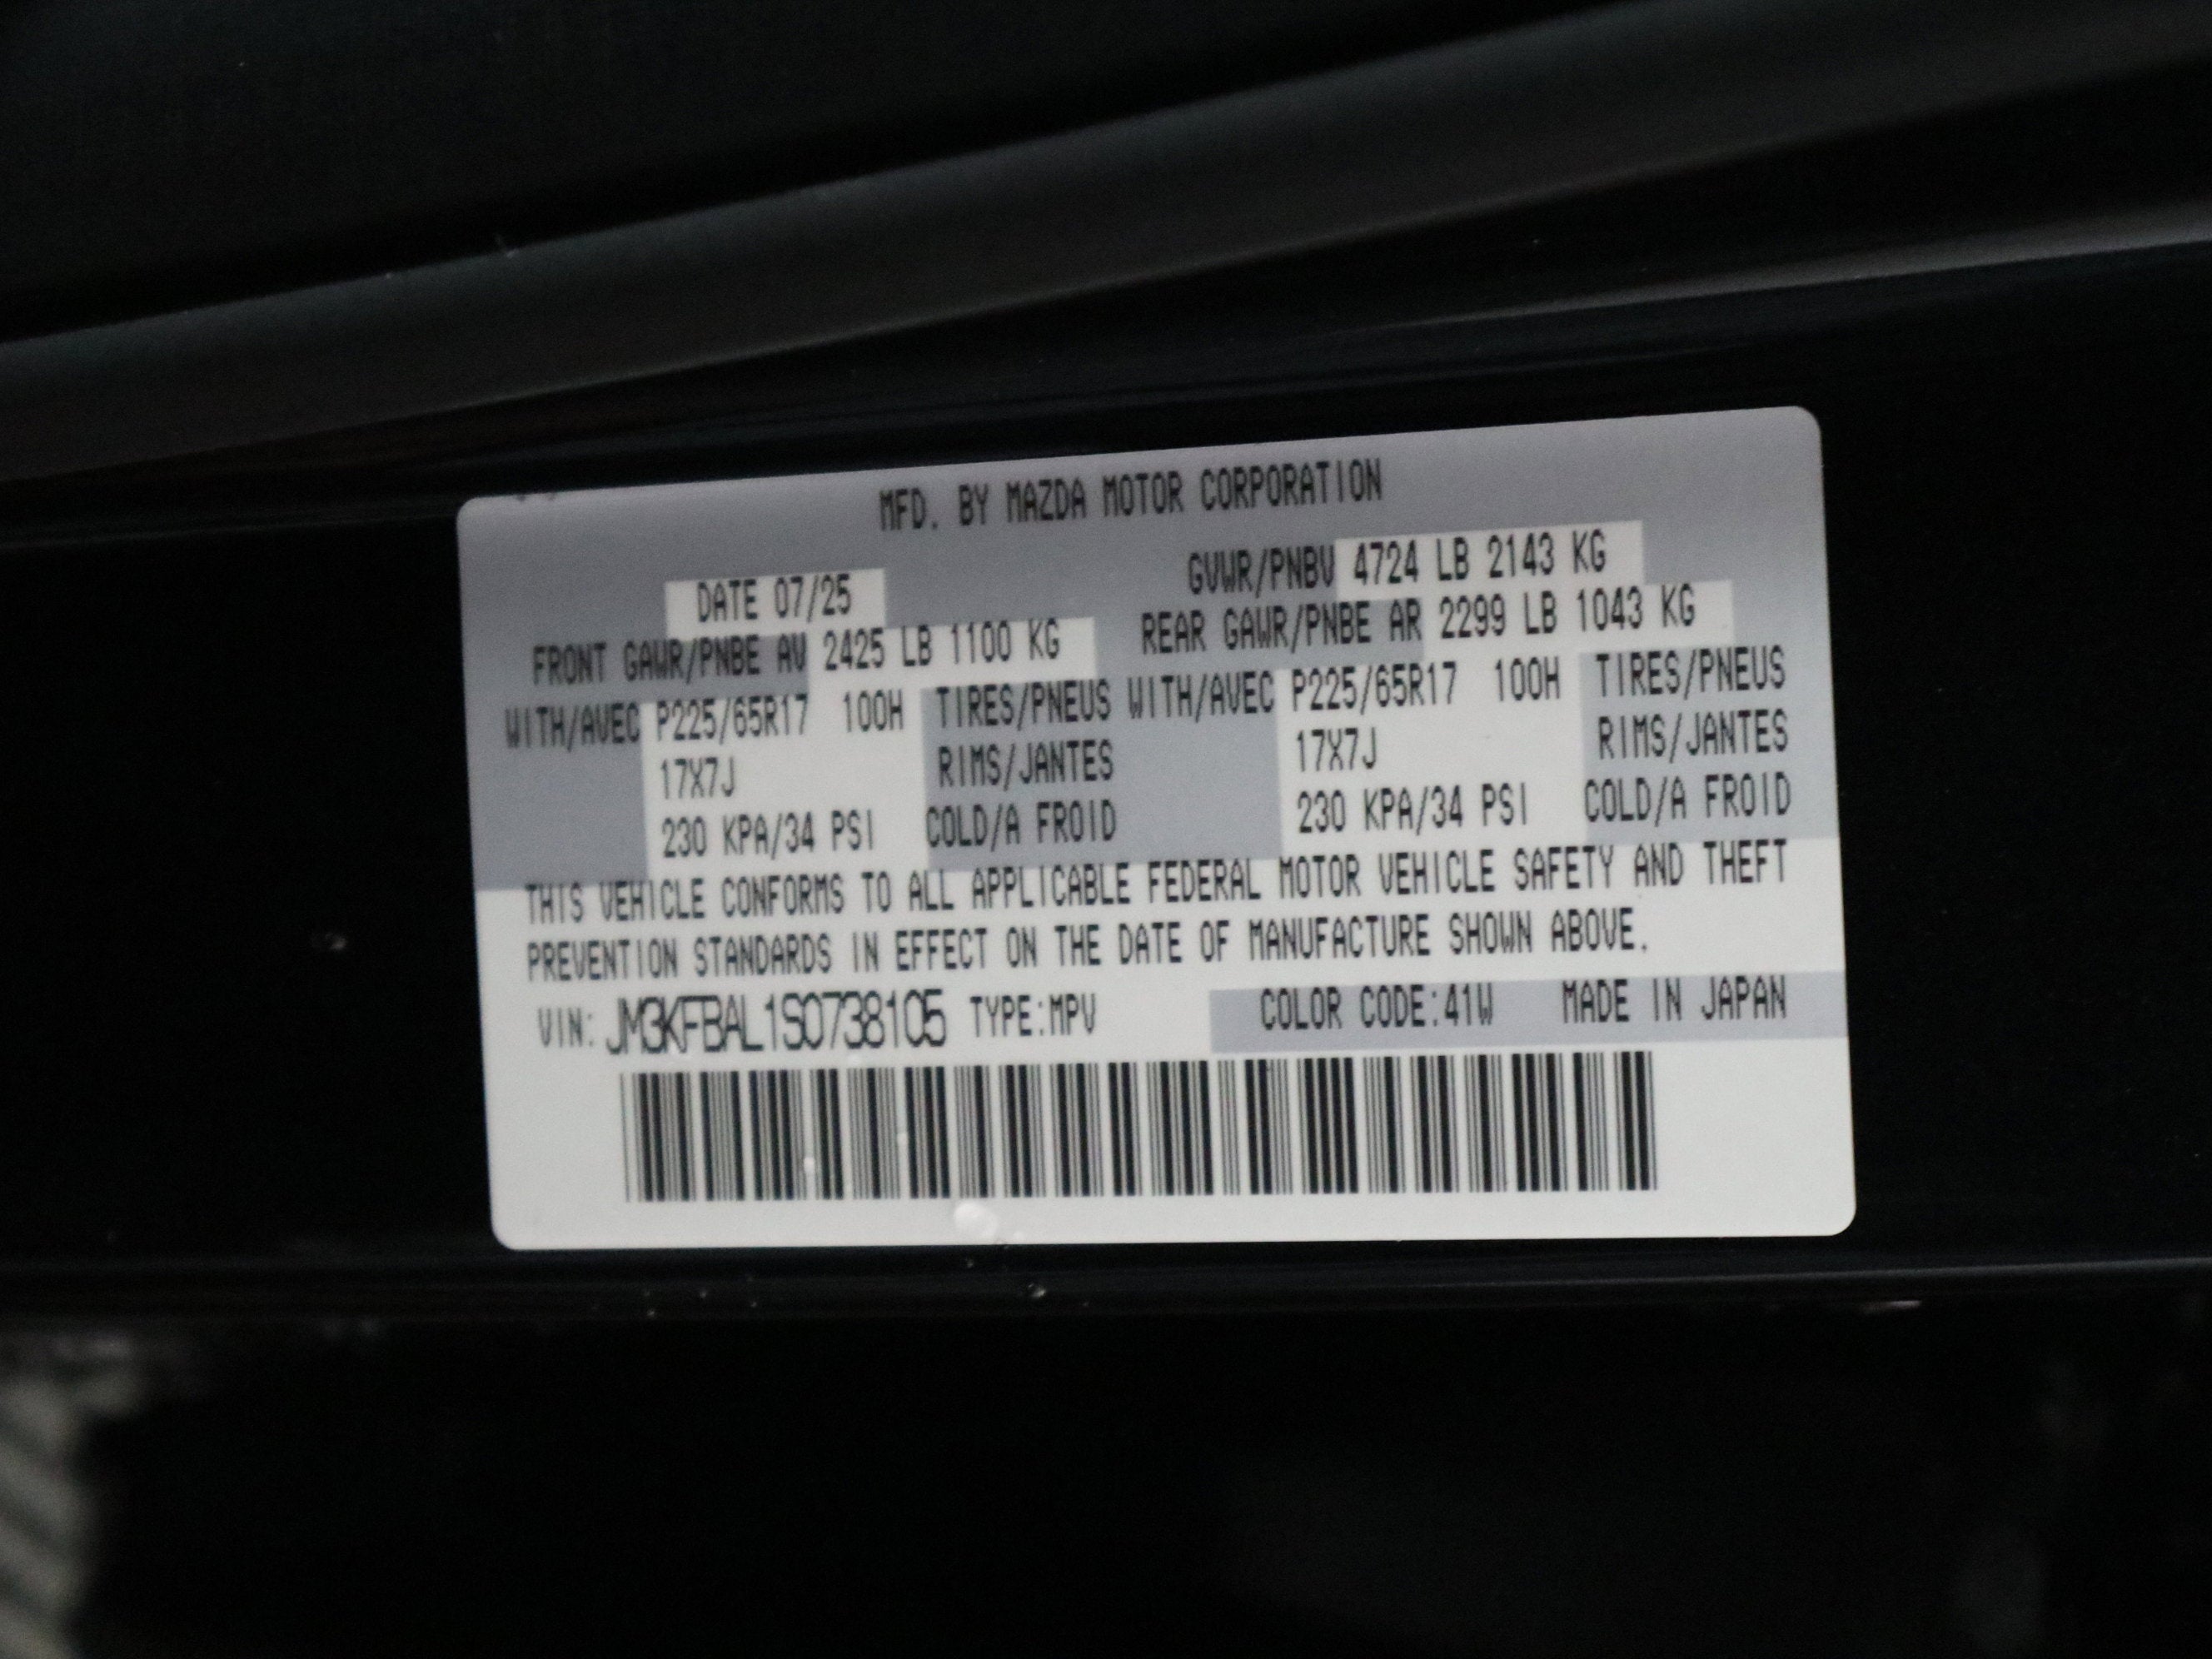 MFD. BY MAZDA MOTOR CORPORATION
DATE 07/25 GVWR/PNBV 4724 LB 2143 KG
FRONT GAWR/PNBE AV 2425 LB 1100 KG REAR GAWR/PNBE AR 2299 LB 1043 KG
WITH/AVEC P225/65R17 100H TIRES/PNEUS WITH/AVEC P225/65R17 100H TIRES/PNEUS
17X7J RIMS/JANTES 17X7J RIMS/JANTES
230 KPA/34 PSI COLD/A FROID 230 KPA/34 PSI COLD/A FROID
THIS VEHICLE CONFORMS TO ALL APPLICABLE FEDERAL MOTOR VEHICLE SAFETY AND THEFT
PREVENTION STANDARDS IN EFFECT ON THE DATE OF MANUFACTURE SHOWN ABOVE.
VIN: JM3KFBAL1S0738105 TYPE:MPV COLOR CODE:41W MADE IN JAPAN